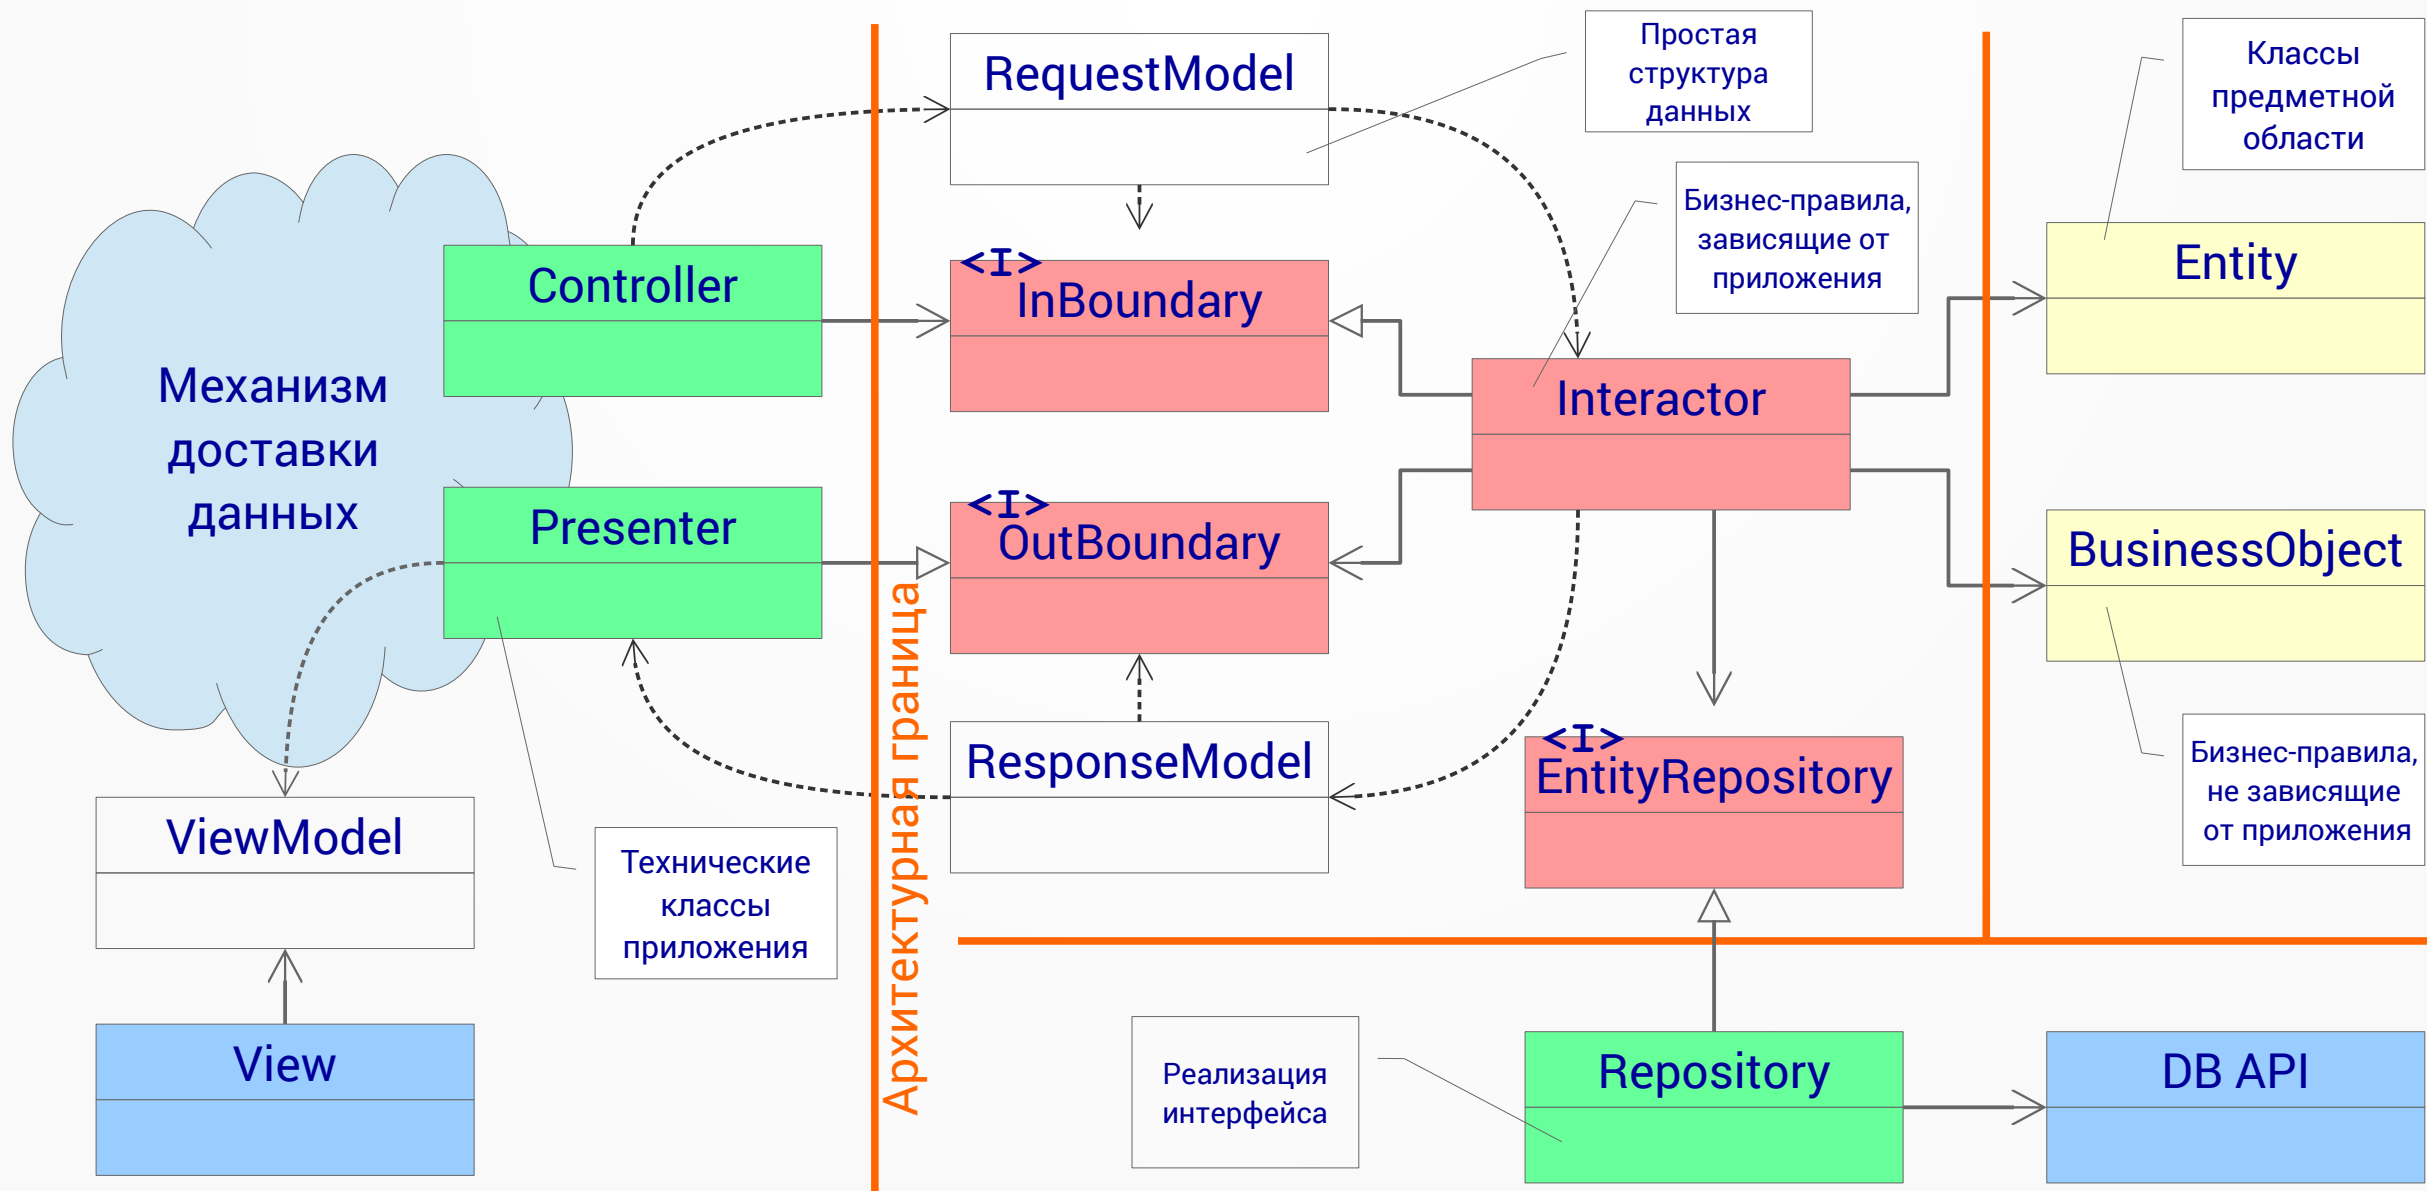 RequestModel
Простая
структура
данных
Классы
предметной
области
Бизнес-правила,
зависящие от
приложения
Controller
<I>
InBoundary
Entity
Механизм
доставки
данных
Interactor
Presenter
<I>
OutBoundary
BusinessObject
Архитектурная граница
ResponseModel
<I>
EntityRepository
Бизнес-правила,
не зависящие
от приложения
ViewModel
Технические
классы
приложения
View
Реализация
интерфейса
Repository
DB API